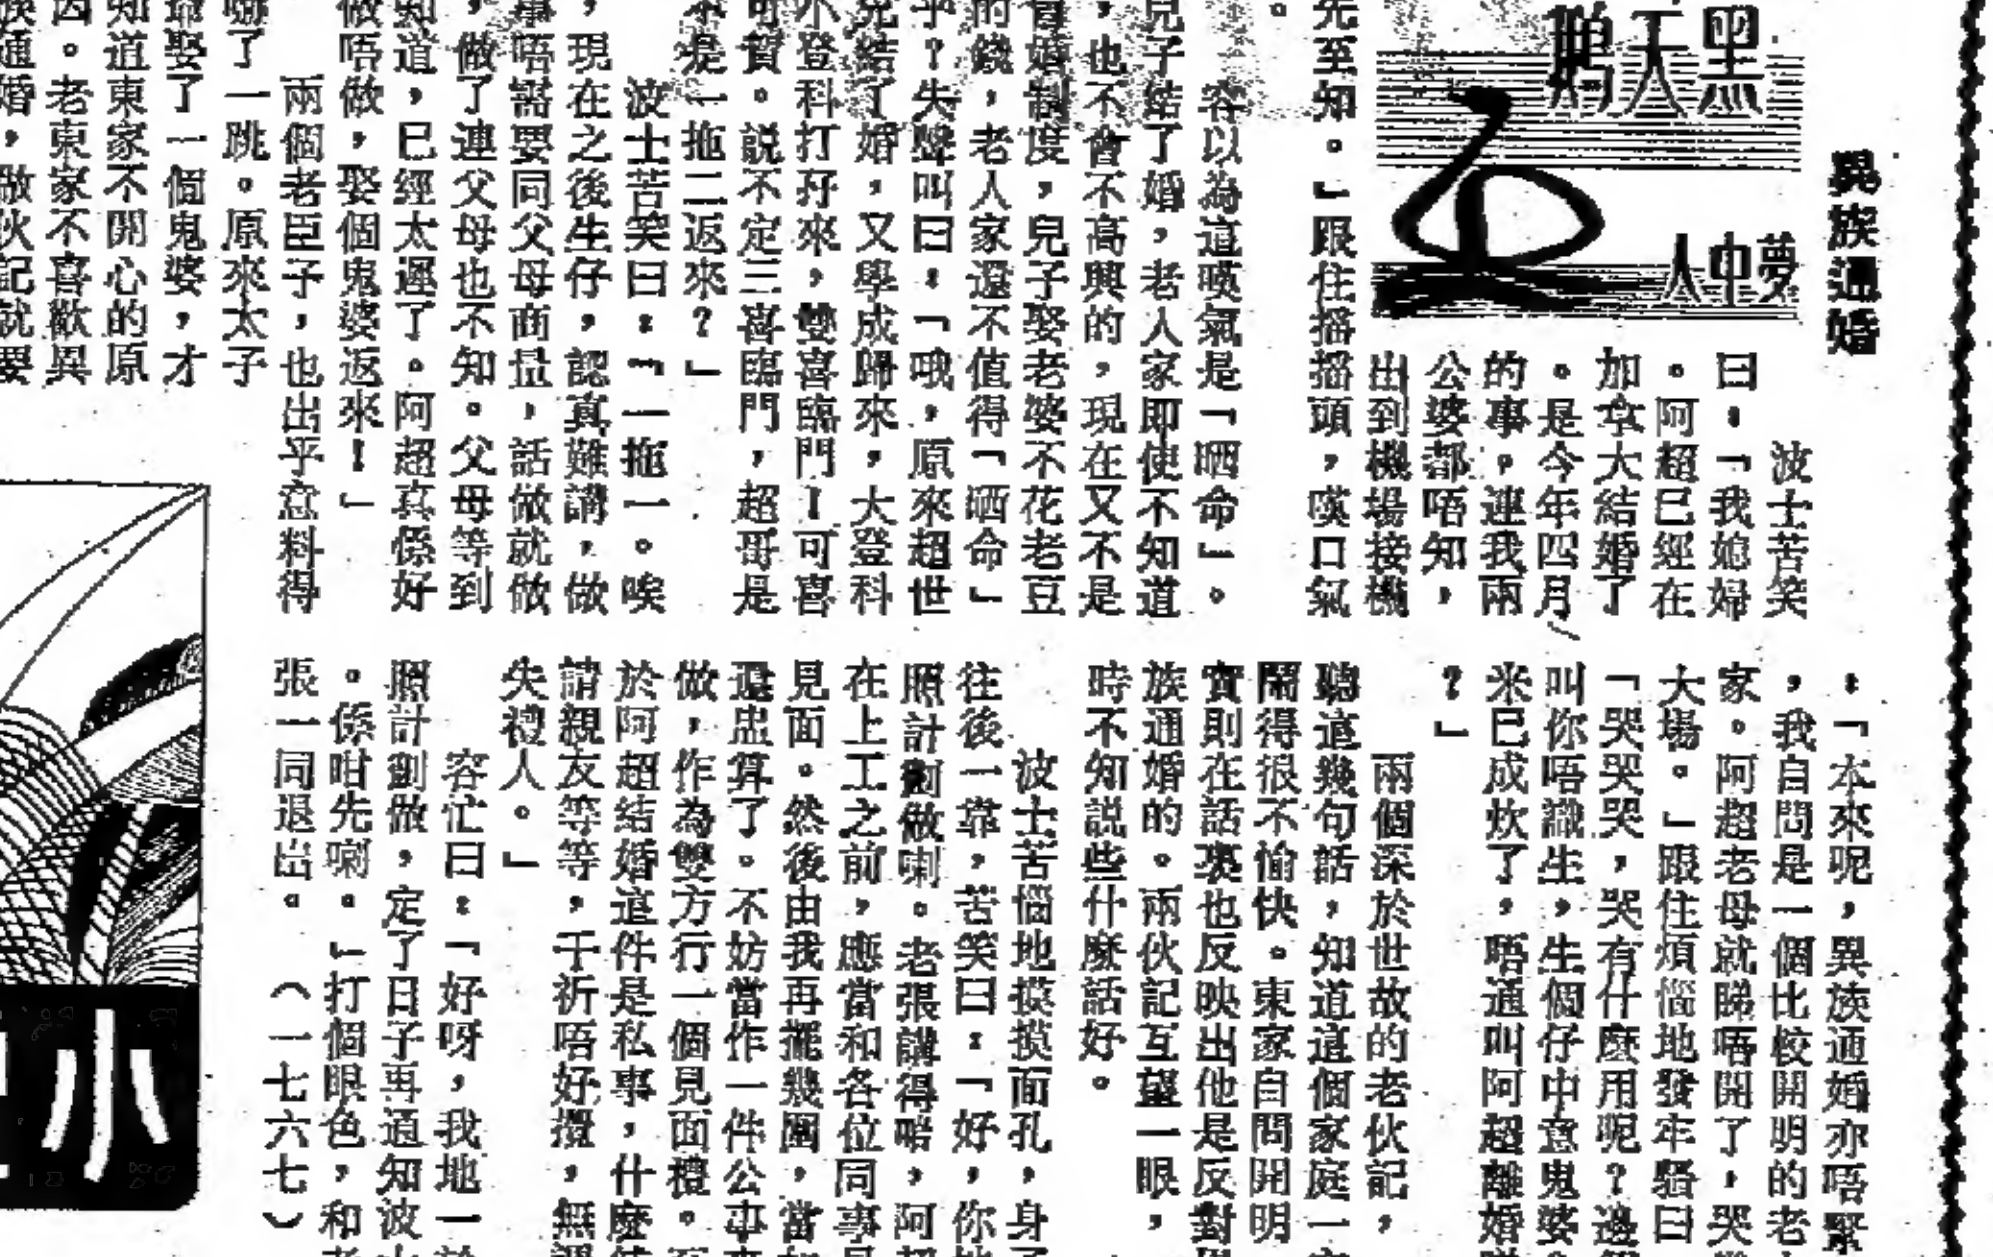 異族通婚
黑天鵝
夢中人
波士苦笑
曰：「我媳婦
。阿超已經在
加拿大結婚了
。是今年四月
的事。連我兩
公婆都唔知，
出到機場接機
先至知。」跟住搖搖頭，嘆口氣
。
容以為這嘆氣是「晒命」。
兒子結了婚，老人家即使不知道
，也不會不高興的，現在又不是
盲婚制度，兒子娶老婆不花老豆
的錢，老人家還不值得「晒命」
乎？失聲叫曰：「哦，原來超世
兄結了婚，又學成歸來，大登科
小登科打孖來，雙喜臨門！可喜
可賀。説不定三喜臨門，超哥是
不是一拖二返來？」
波士苦笑曰：「一拖一。唉
，現在之後生仔，認真難講，做
事唔需要同父母商量，話做就做
，做了連父母也不知。父母等到
知道，已經太遲了。阿超真係好
做唔做，娶個鬼婆返來！」
兩個老臣子，也出乎意料得
嚇了一跳。原來太子
爺娶了一個鬼婆，才
知道東家不開心的原
因。老東家不喜歡異
族通婚，做伙記就要
：「本來呢，異族通婚亦唔緊
，我自問是一個比校開明的老
家。阿超老母就睇唔開了，哭
大場。」跟住煩惱地發牢騷曰
「哭哭哭，哭有什麽用呢？邊
叫你唔識生，生個仔中意鬼婆
米已成炊了，唔通叫阿超離婚
？」
兩個深於世故的老伙記，
聽這幾句話，知道這個家庭一
鬧得很不愉快。東家自問開明
實則在話裏也反映出他是反對
族通婚的。兩伙記互望一眼，
時不知説些什麽話好。
波士苦惱地摸摸面孔，身
往後一靠，苦笑曰：「好，你
照計劃做喇。老張講得啱，阿
在上工之前，應當和各位同事
見面。然後由我再擺幾圍，當
還盅算了。不妨當作一件公事
做，作為雙方行一個見面禮。
於阿超結婚這件是私事，什麽
請親友等等，千祈唔好攪，無
失禮人。」
容忙曰：「好呀，我地一
照計劃做，定了日子再通知波
。係咁先喇。」打個眼色，和
張一同退出。（一七六七）
小